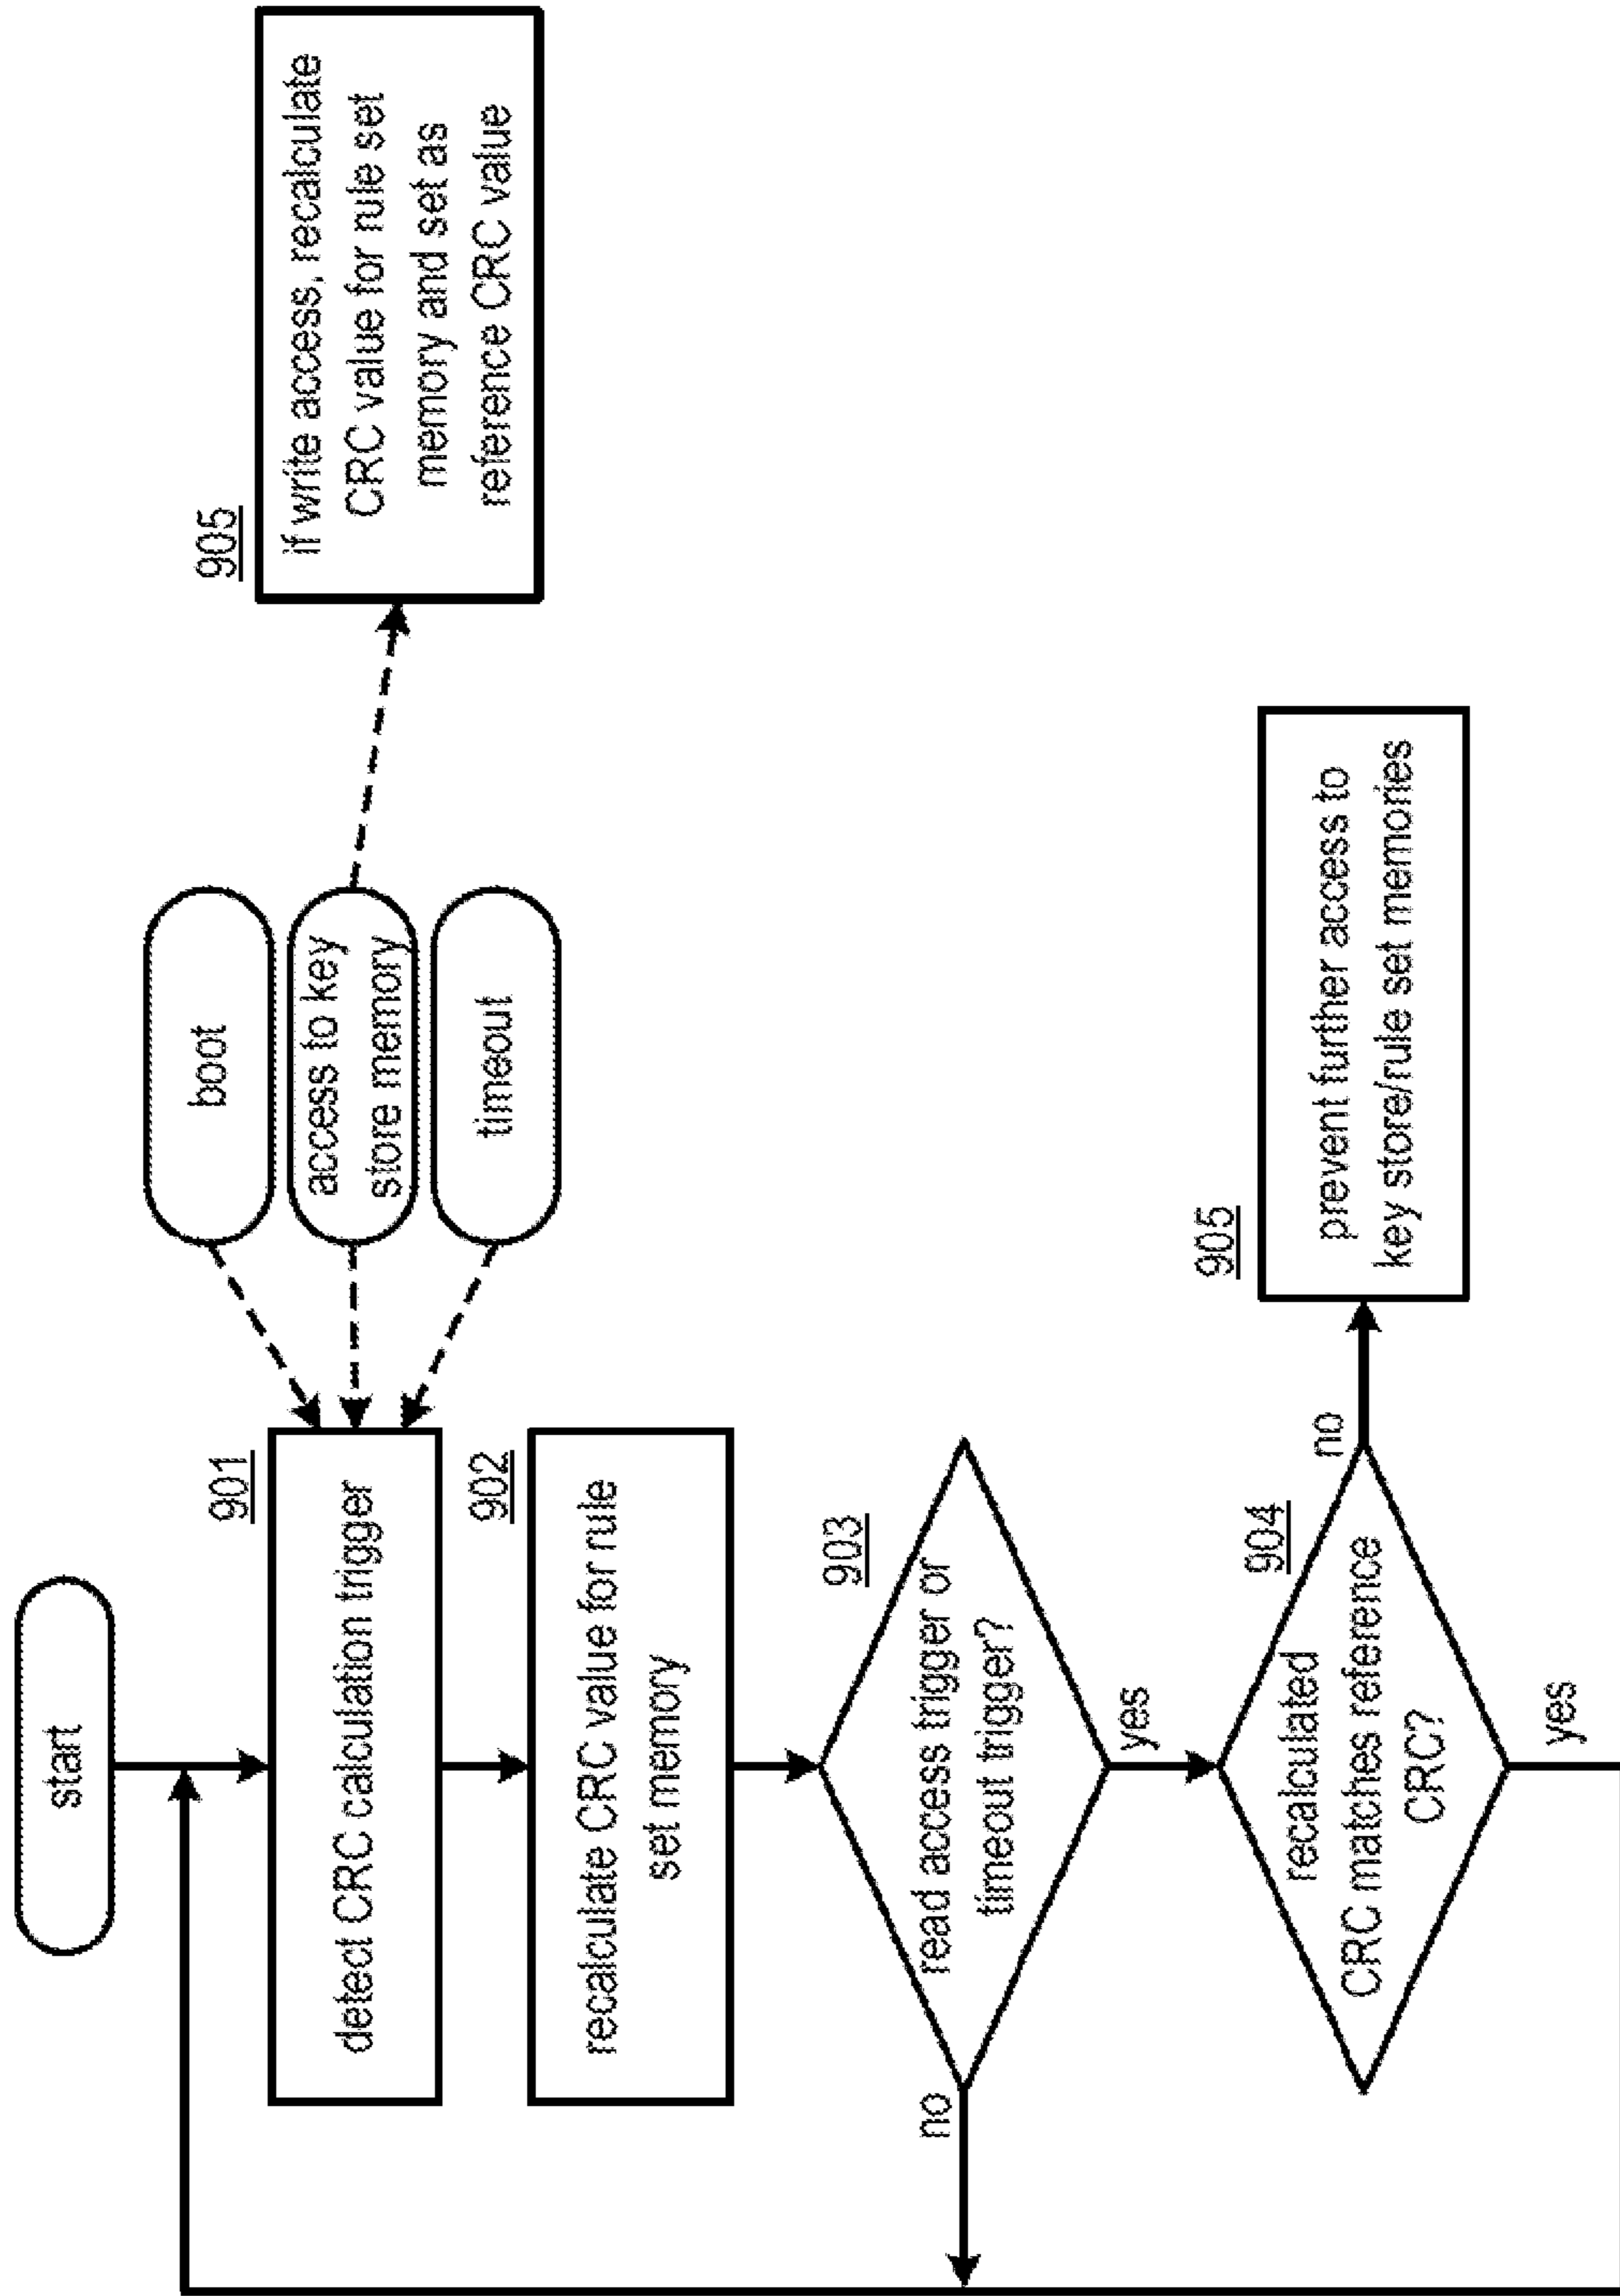 start
901
detect CRC calculation trigger
boot
access to key
store memory
timeout
905
if write access, recalculate
CRC value for rule set
memory and set as
reference CRC value
902
recalculate CRC value for rule
set memory
903
read access trigger or
timeout trigger?
no
yes
904
recalculated
CRC matches reference
CRC?
no
yes
905
prevent further access to
key store/rule set memories